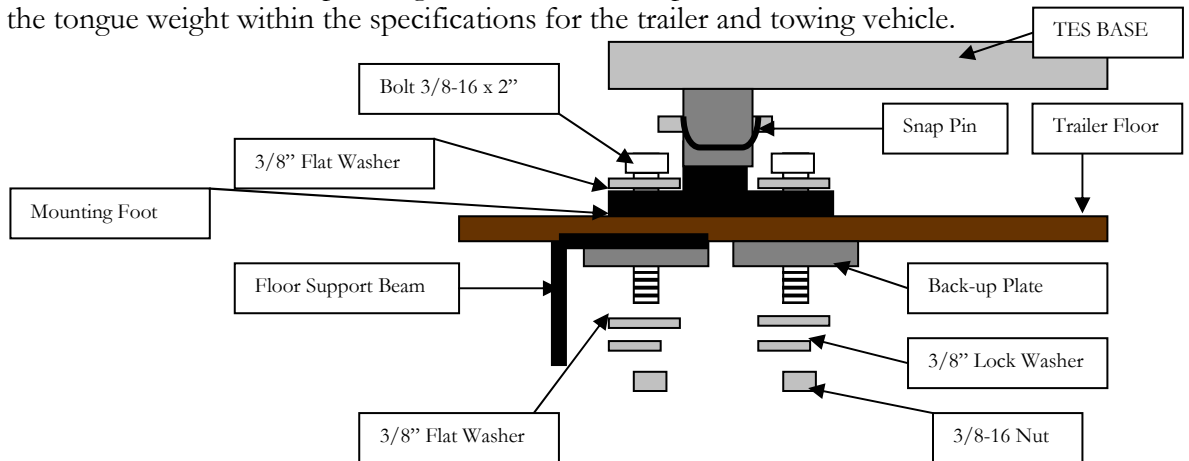 the tongue weight within the specifications for the trailer and towing vehicle.
TES BASE
Bolt 3/8-16 x 2”
Snap Pin
Trailer Floor
3/8” Flat Washer
Mounting Foot
Floor Support Beam
Back-up Plate
3/8” Lock Washer
3/8” Flat Washer
3/8-16 Nut